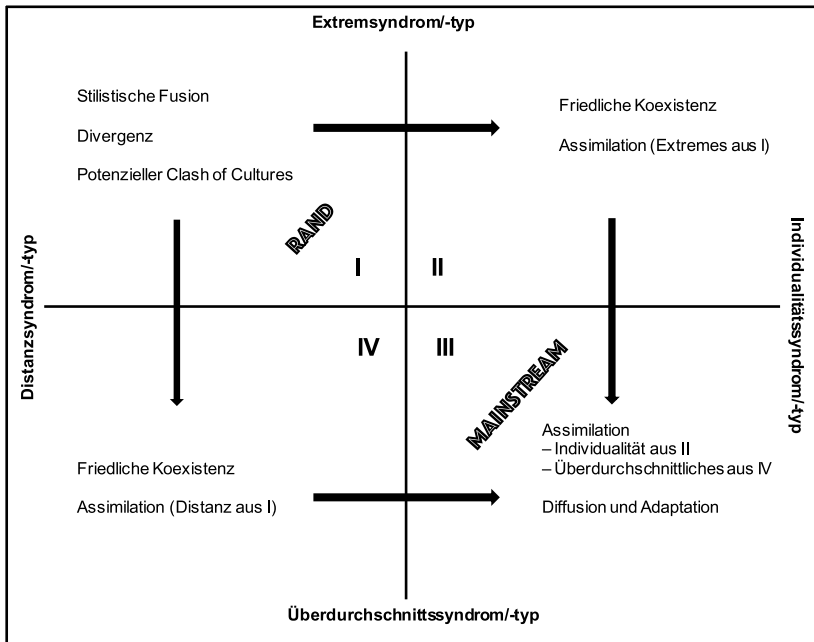 Extremsyndrom/-typ
Stilistische Fusion
Divergenz
Potenzieller Clash of Cultures
Friedliche Koexistenz
Assimilation (Extremes aus I)
RAND
I
II
Distanzsyndrom/-typ
Individualitätssyndrom/-typ
IV
III
MAINSTREAM
Friedliche Koexistenz
Assimilation (Distanz aus I)
Assimilation
– Individualität aus II
– Überdurchschnittliches aus IV
Diffusion und Adaptation
Überdurchschnittssyndrom/-typ